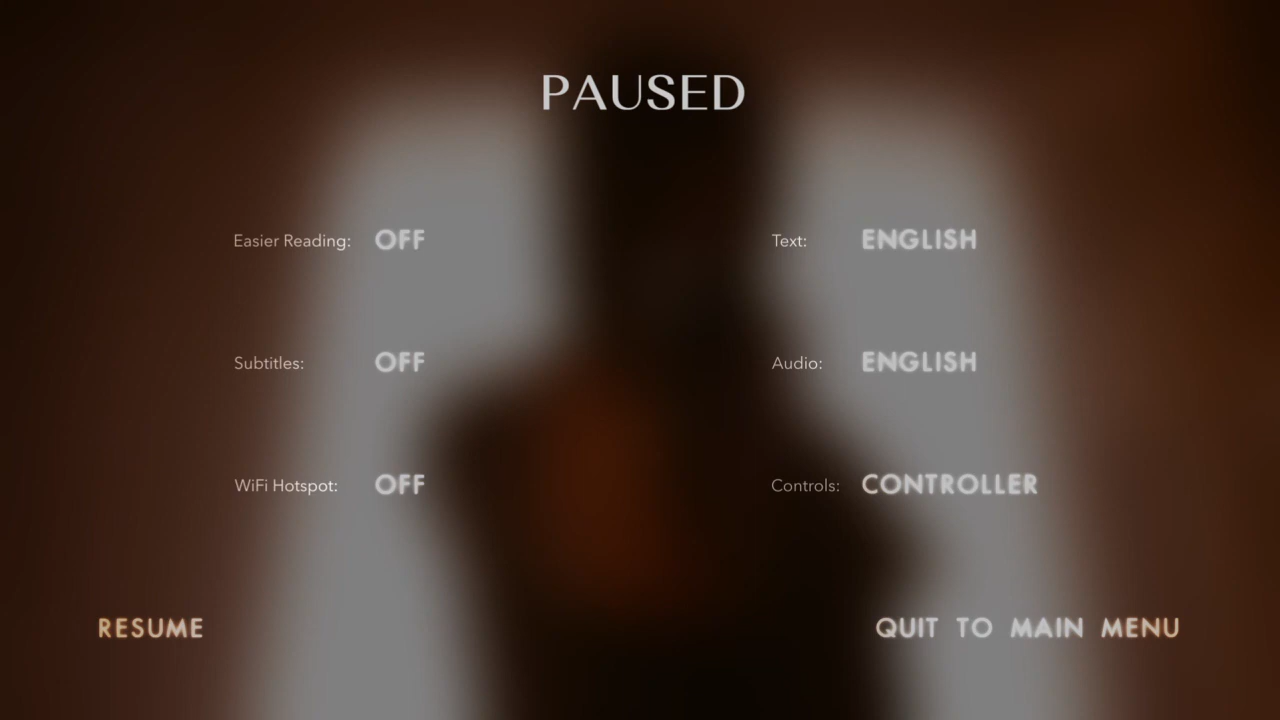 PAUSED
Easier Reading: OFF
Text: ENGLISH
Subtitles: OFF
Audio: ENGLISH
WiFi Hotspot: OFF
Controls: CONTROLLER
RESUME
QUIT TO MAIN MENU